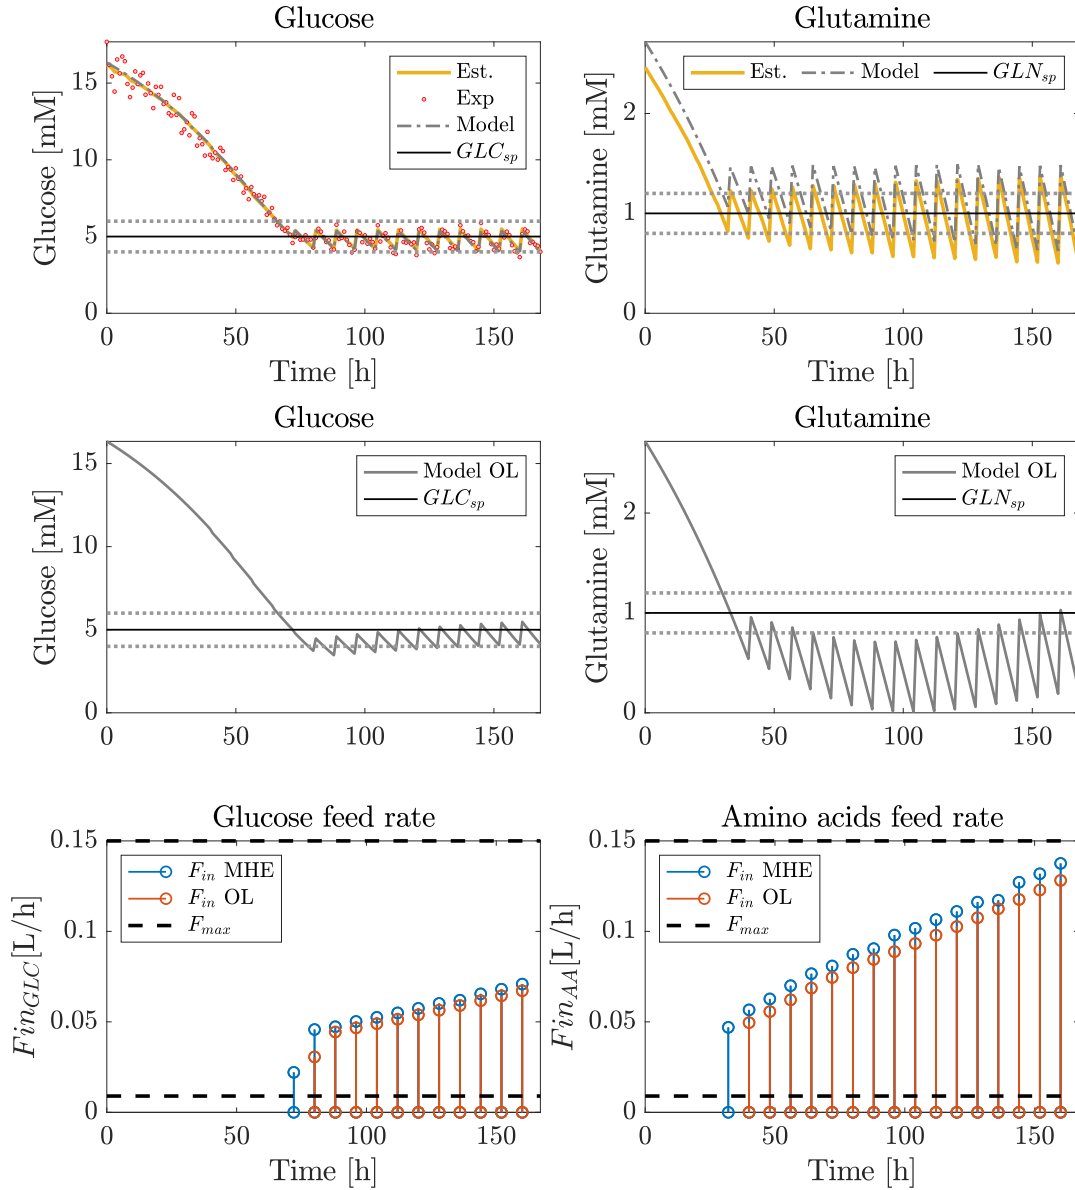 Glucose
Glucose [mM]
15
10
5
0
0
50
100
150
Time [h]
Est.
Exp
Model
GLC_sp
Glutamine
Glutamine [mM]
2
1
0
0
50
100
150
Time [h]
Est.
Model
GLN_sp
Glucose
Glucose [mM]
15
10
5
0
0
50
100
150
Model OL
GLC_sp
Glutamine
Glutamine [mM]
2
1
0
0
50
100
150
Model OL
GLN_sp
Glucose feed rate
Fin_GLC[L/h]
0.15
0.1
0.05
0
0
50
100
150
Time [h]
F_in MHE
F_in OL
F_max
Amino acids feed rate
Fin_AA[L/h]
0.15
0.1
0.05
0
0
50
100
150
Time [h]
F_in MHE
F_in OL
F_max